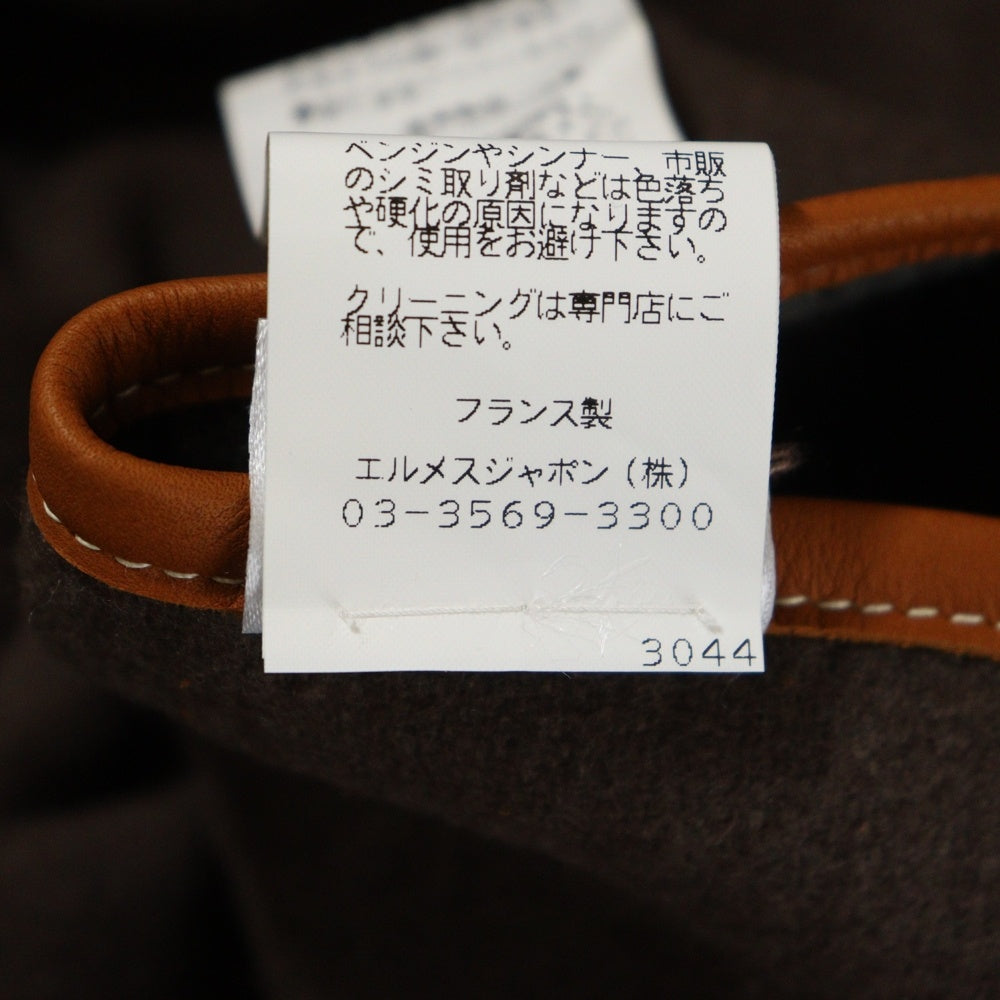 ベンジンやシンナー、市販
のシミ取り剤などは色落ち
や硬化の原因になりますの
で、使用をお避け下さい。
クリーニングは専門店にご
相談下さい。
フランス製
エルメスジャポン(株)
03-3569-3300
3044